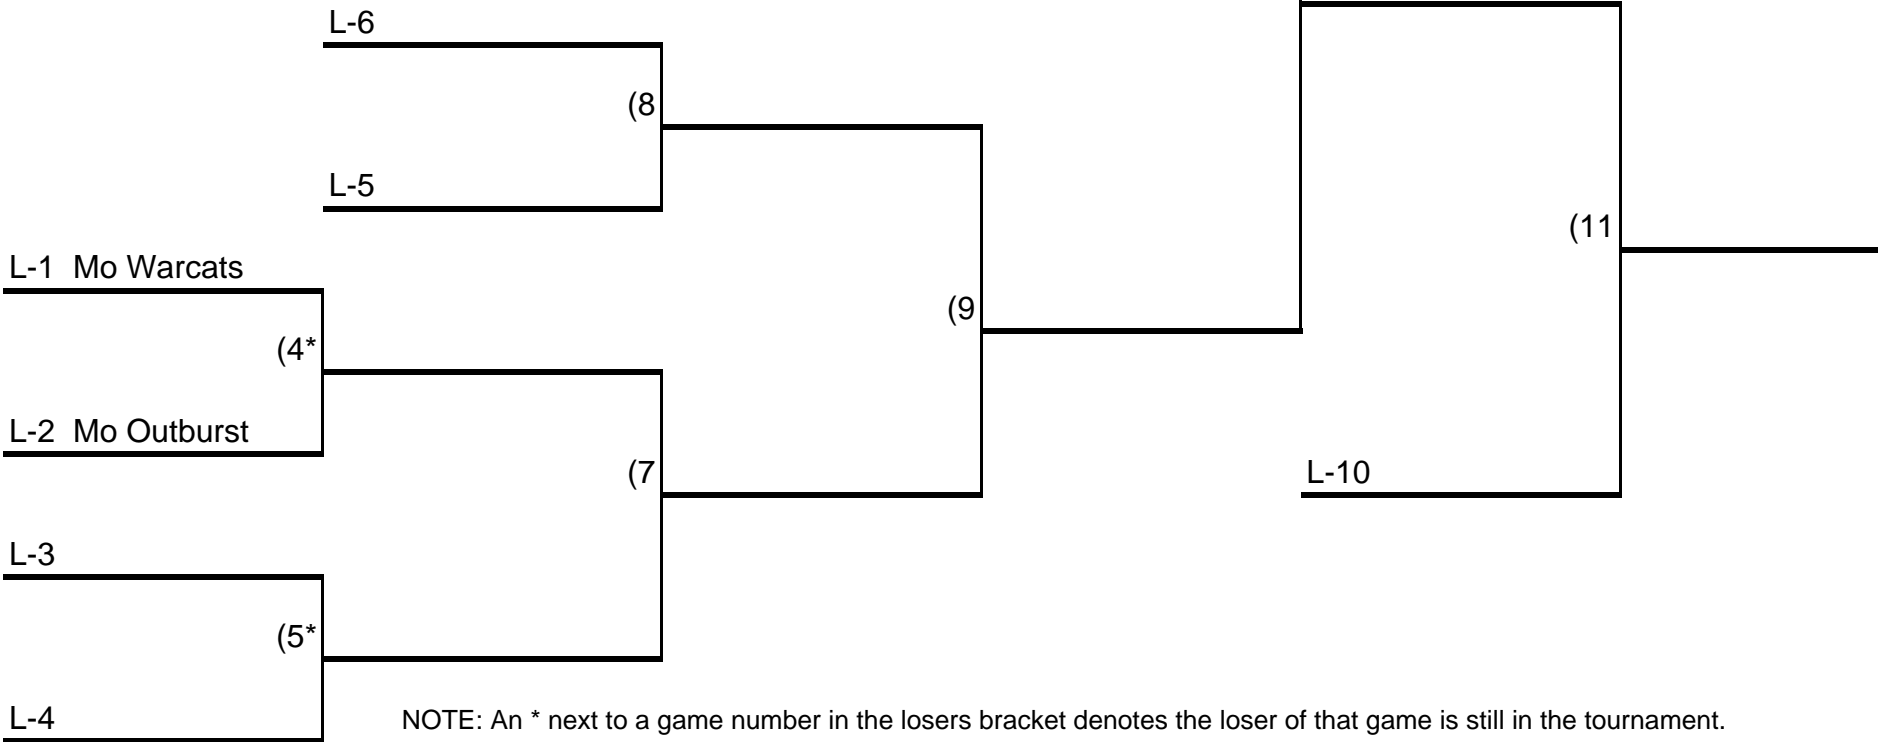 L-6
(8
L-5
(11
L-1 Mo Warcats
(9
(4*
L-2 Mo Outburst
(7
L-10
L-3
(5*
L-4
NOTE: An * next to a game number in the losers bracket denotes the loser of that game is still in the tournament.